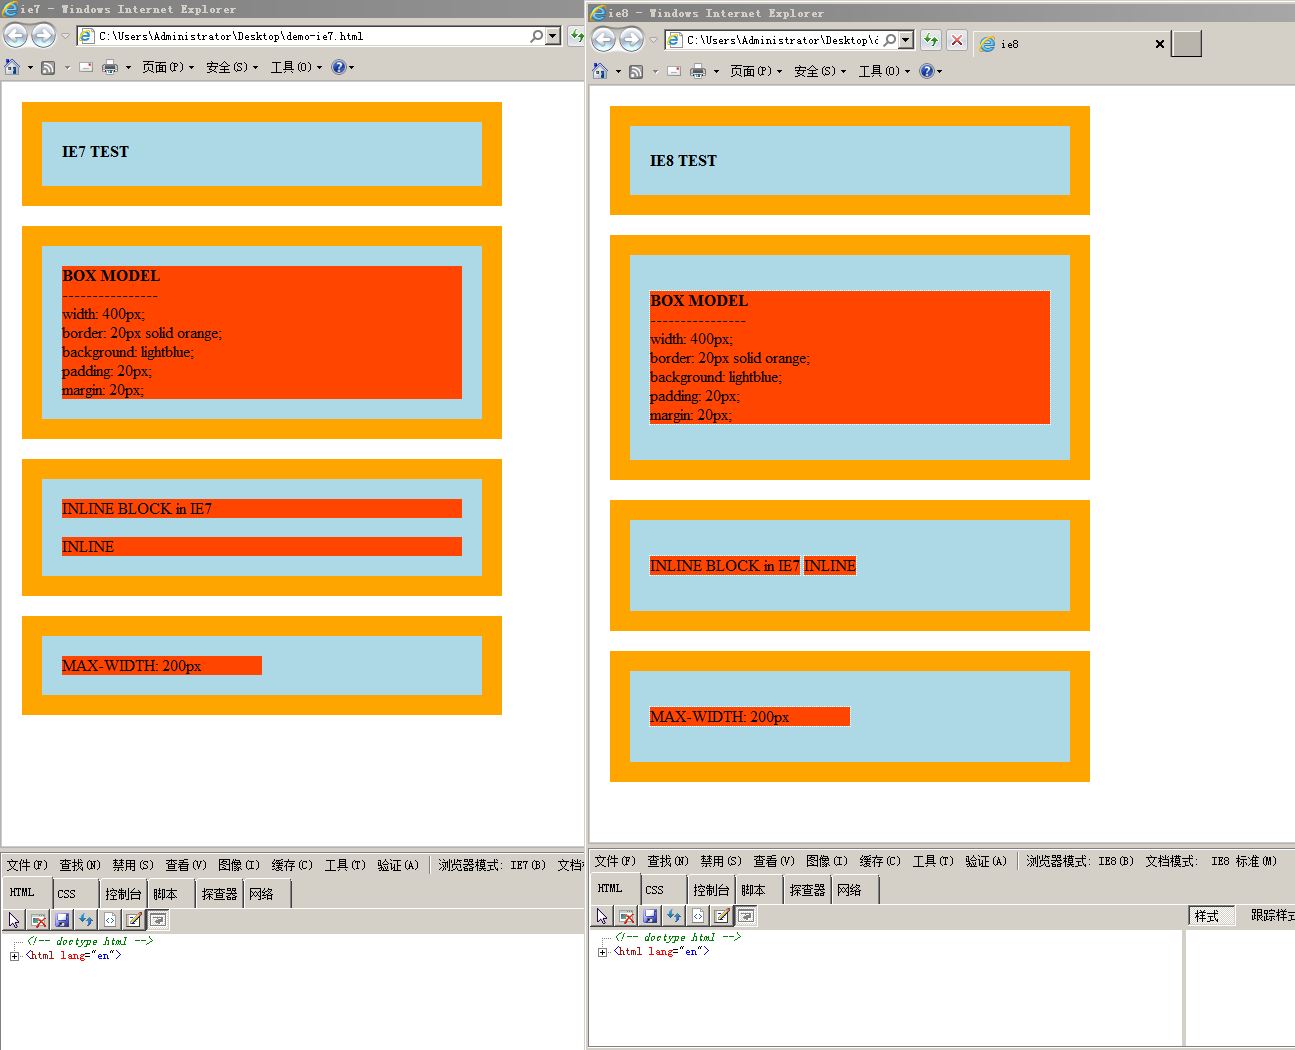 ie7 - Windows Internet Explorer
C:\Users\Administrator\Desktop\demo-ie7.html
页面(P) 安全(S) 工具(O)
IE7 TEST
BOX MODEL
----------------
width: 400px;
border: 20px solid orange;
background: lightblue;
padding: 20px;
margin: 20px;
INLINE BLOCK in IE7
INLINE
MAX-WIDTH: 200px
文件(F) 查找(N) 禁用(S) 查看(V) 图像(I) 缓存(C) 工具(T) 验证(A) 浏览器模式: IE7(B) 文档
HTML CSS 控制台 脚本 探查器 网络
<!-- doctype html -->
<html lang="en">
ie8 - Windows Internet Explorer
C:\Users\Administrator\Desktop\d
ie8
页面(P) 安全(S) 工具(O)
IE8 TEST
BOX MODEL
----------------
width: 400px;
border: 20px solid orange;
background: lightblue;
padding: 20px;
margin: 20px;
INLINE BLOCK in IE7 INLINE
MAX-WIDTH: 200px
文件(F) 查找(N) 禁用(S) 查看(V) 图像(I) 缓存(C) 工具(T) 验证(A) 浏览器模式: IE8(B) 文档模式: IE8 标准(M)
HTML CSS 控制台 脚本 探查器 网络
样式 跟踪样式
<!-- doctype html -->
<html lang="en">